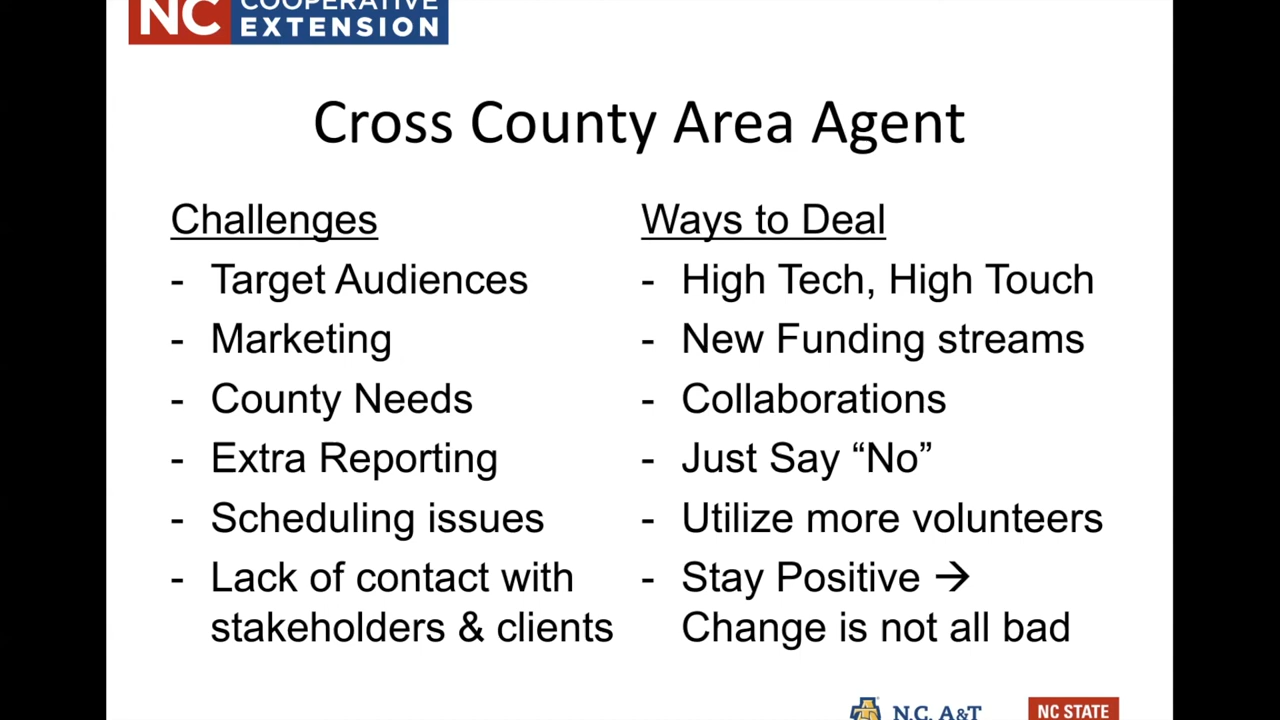 NC COOPERATIVE
EXTENSION
Cross County Area Agent
Challenges
- Target Audiences
- Marketing
- County Needs
- Extra Reporting
- Scheduling issues
- Lack of contact with
stakeholders & clients
Ways to Deal
- High Tech, High Touch
- New Funding streams
- Collaborations
- Just Say “No”
- Utilize more volunteers
- Stay Positive →
Change is not all bad
N.C. A&T
NC STATE